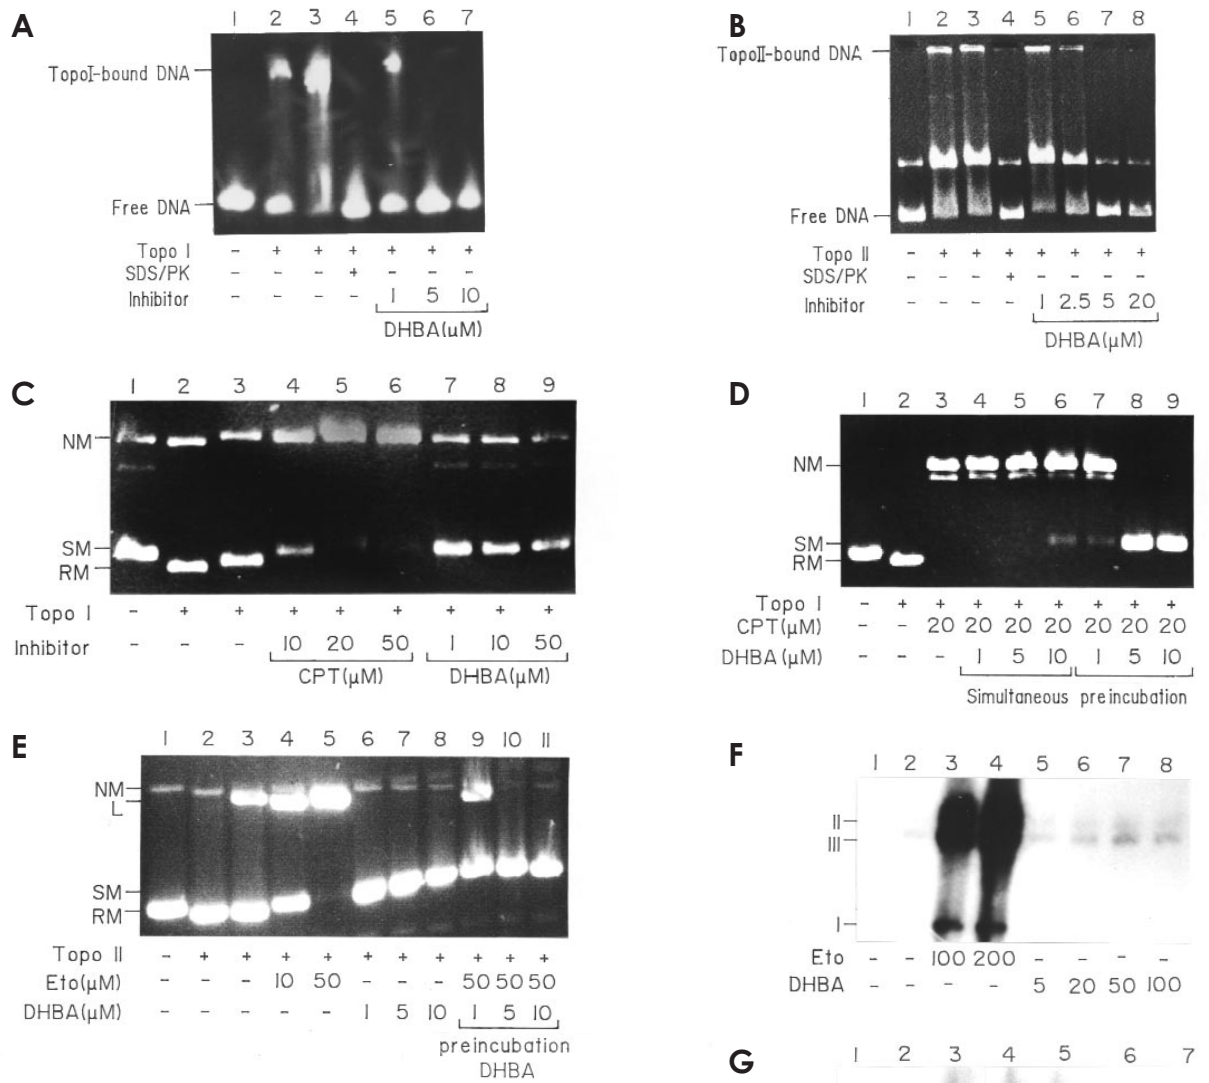 A
1 2 3 4 5 6 7
TopoI-bound DNA
Free DNA
Topo I - + + + + + +
SDS/PK - - - + - - -
Inhibitor - - - - 1 5 10
DHBA(μM)
B
1 2 3 4 5 6 7 8
TopoII-bound DNA
Free DNA
Topo II - + + + + + + +
SDS/PK - - - + - - - -
Inhibitor - - - - 1 2.5 5 20
DHBA(μM)
C
1 2 3 4 5 6 7 8 9
NM
SM
RM
Topo I - + + + + + + + +
Inhibitor - - - 10 20 50 1 10 50
CPT(μM) DHBA(μM)
D
1 2 3 4 5 6 7 8 9
NM
SM
RM
Topo I - + + + + + + + +
CPT(μM) - - 20 20 20 20 20 20 20
DHBA(μM) - - - 1 5 10 1 5 10
Simultaneous preincubation
E
1 2 3 4 5 6 7 8 9 10 11
NM
L
SM
RM
Topo II - + + + + + + + + + +
Eto(μM) - - - 10 50 - - - 50 50 50
DHBA(μM) - - - - - 1 5 10 1 5 10
preincubation
DHBA
F
1 2 3 4 5 6 7 8
II
III
I
Eto - - 100 200 - - - -
DHBA - - - - 5 20 50 100
G
1 2 3 4 5 6 7